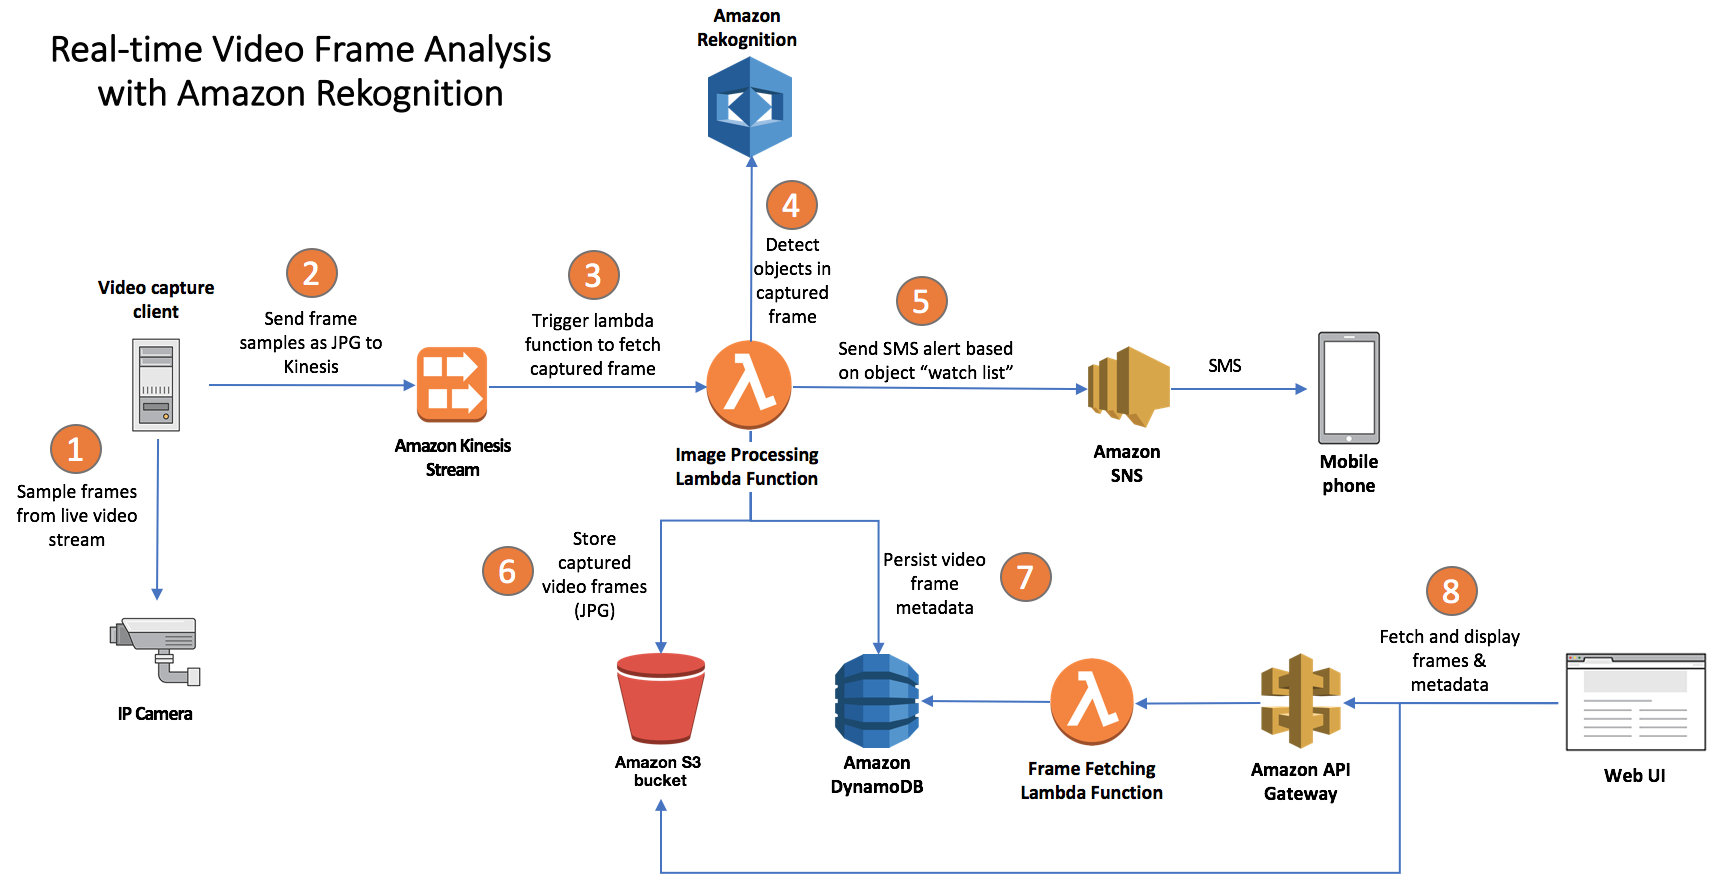 Real-time Video Frame Analysis
with Amazon Rekognition
Amazon
Rekognition
4
Detect
objects in
captured
frame
Video capture
client
2
Send frame
samples as JPG to
Kinesis
3
Trigger lambda
function to fetch
captured frame
5
Send SMS alert based
on object “watch list”
SMS
1
Sample frames
from live video
stream
Amazon Kinesis
Stream
Image Processing
Lambda Function
Amazon
SNS
Mobile
phone
IP Camera
6
Store
captured
video frames
(JPG)
Persist video
frame
metadata
7
8
Fetch and display
frames &
metadata
Amazon S3
bucket
Amazon
DynamoDB
Frame Fetching
Lambda Function
Amazon API
Gateway
Web UI